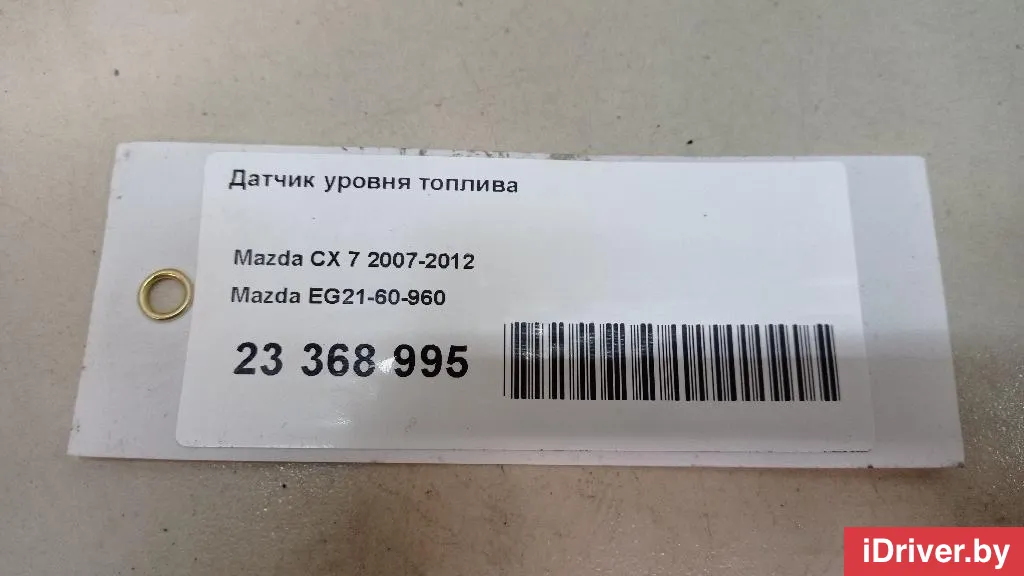 Датчик уровня топлива
Mazda CX 7 2007-2012
Mazda EG21-60-960
23 368 995
iDriver.by